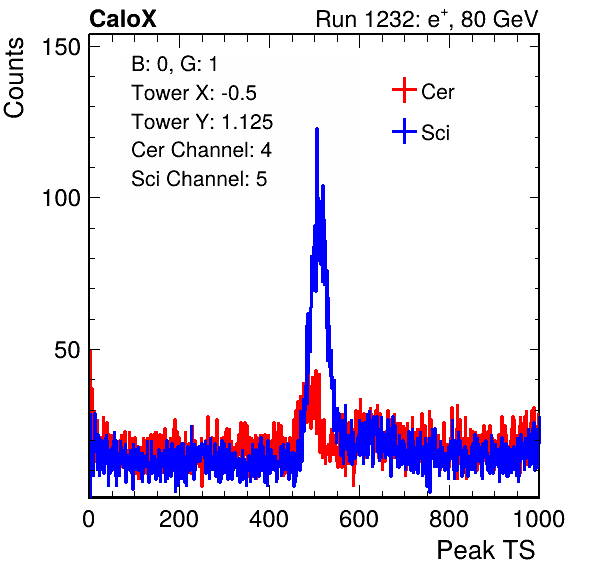 CaloX Run 1232: e⁺, 80 GeV
Counts
150
100
50
B: 0, G: 1
Tower X: -0.5
Tower Y: 1.125
Cer Channel: 4
Sci Channel: 5
Cer
Sci
0 200 400 600 800 1000
Peak TS